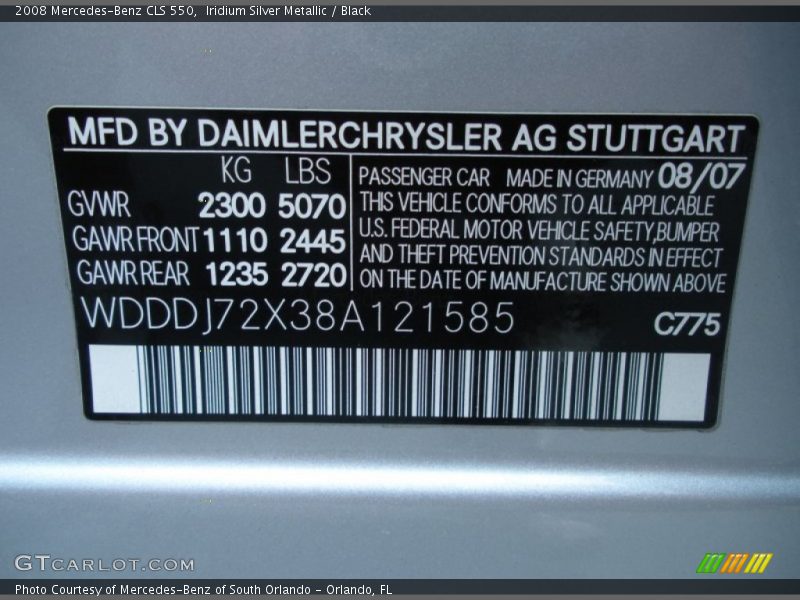 2008 Mercedes-Benz CLS 550,  Iridium Silver Metallic / Black
MFD BY DAIMLERCHRYSLER AG STUTTGART
KG LBS
GVWR 2300 5070
GAWR FRONT 1110 2445
GAWR REAR 1235 2720
PASSENGER CAR MADE IN GERMANY 08/07
THIS VEHICLE CONFORMS TO ALL APPLICABLE
U.S. FEDERAL MOTOR VEHICLE SAFETY,BUMPER
AND THEFT PREVENTION STANDARDS IN EFFECT
ON THE DATE OF MANUFACTURE SHOWN ABOVE
WDDDJ72X38A121585
C775
GTCARLOT.COM
Photo Courtesy of Mercedes-Benz of South Orlando - Orlando, FL